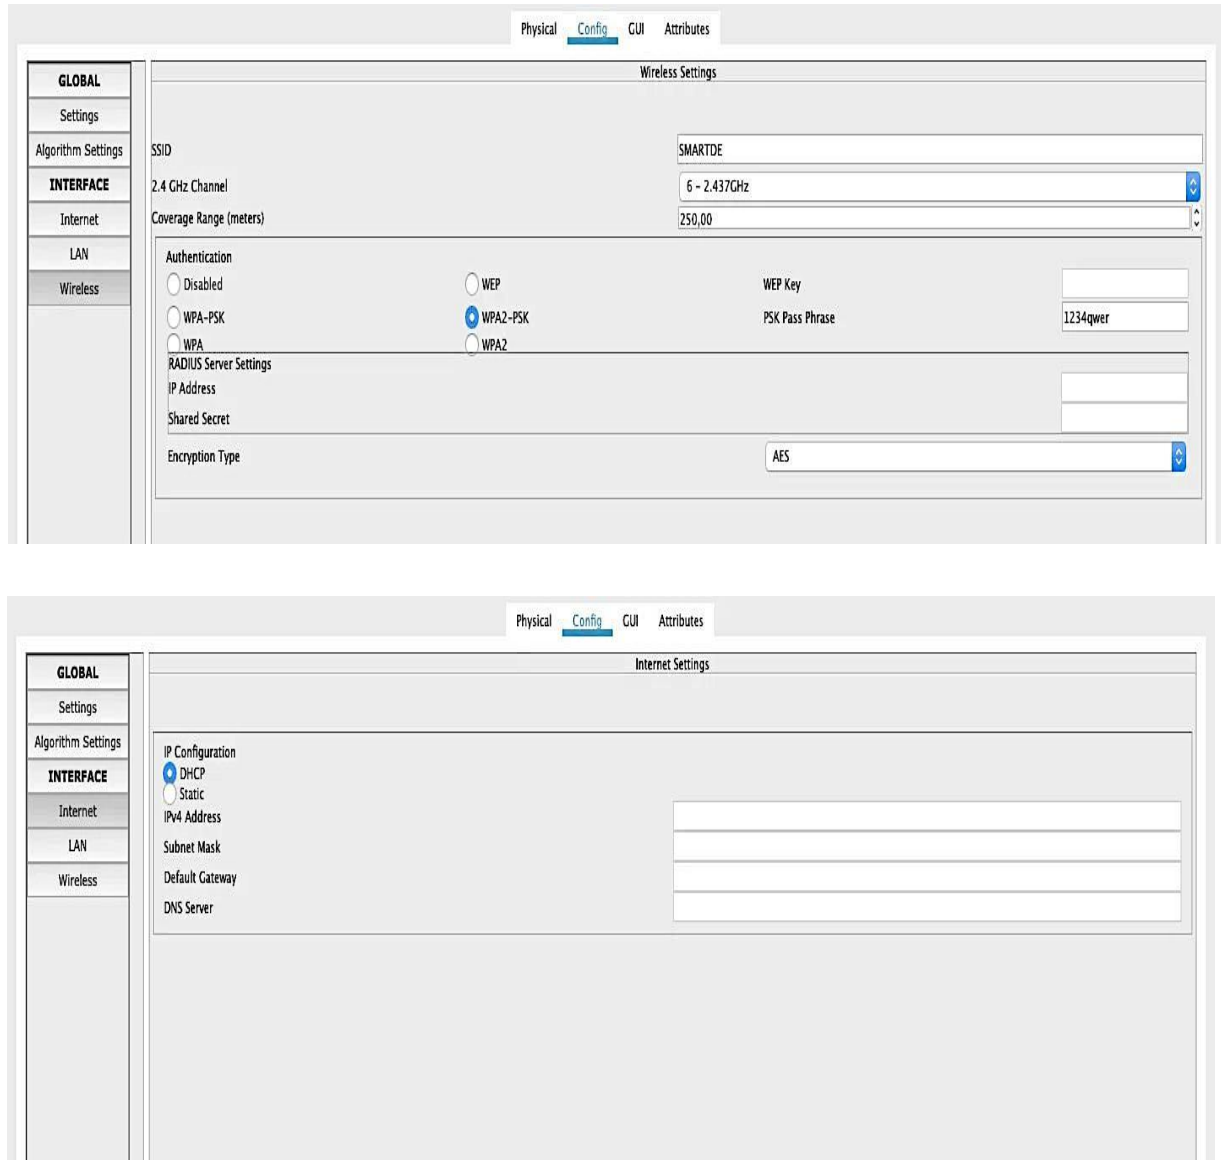 Physical Config GUI Attributes
Wireless Settings
GLOBAL
Settings
Algorithm Settings
INTERFACE
Internet
LAN
Wireless
SSID SMARTDE
2.4 GHz Channel 6 - 2.437GHz
Coverage Range (meters) 250,00
Authentication
Disabled WEP WEP Key
WPA-PSK WPA2-PSK PSK Pass Phrase 1234qwer
WPA WPA2
RADIUS Server Settings
IP Address
Shared Secret
Encryption Type AES
Physical Config GUI Attributes
Internet Settings
GLOBAL
Settings
Algorithm Settings
INTERFACE
Internet
LAN
Wireless
IP Configuration
DHCP
Static
IPv4 Address
Subnet Mask
Default Gateway
DNS Server